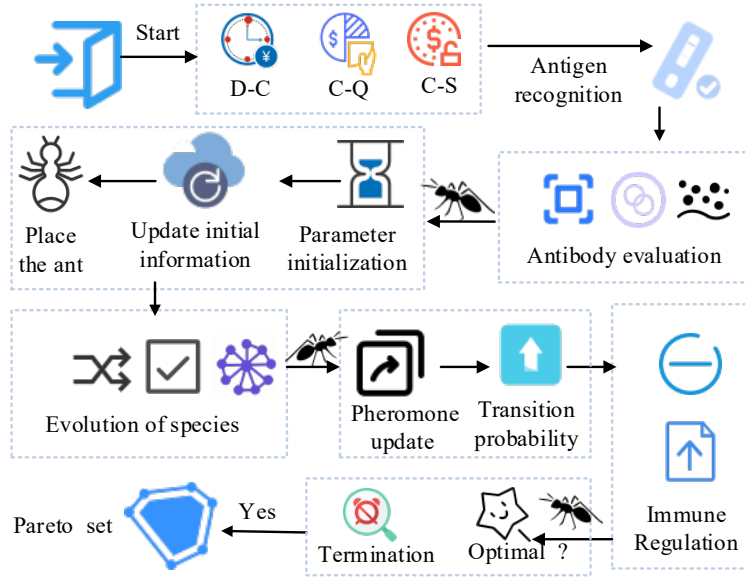 Start
D-C
C-Q
C-S
Antigen
recognition
¥
$
$
Place
the ant
Update initial
information
Parameter
initialization
Antibody evaluation
Evolution of species
Pheromone
update
Transition
probability
Immune
Regulation
Pareto set
Yes
Termination
Optimal ?